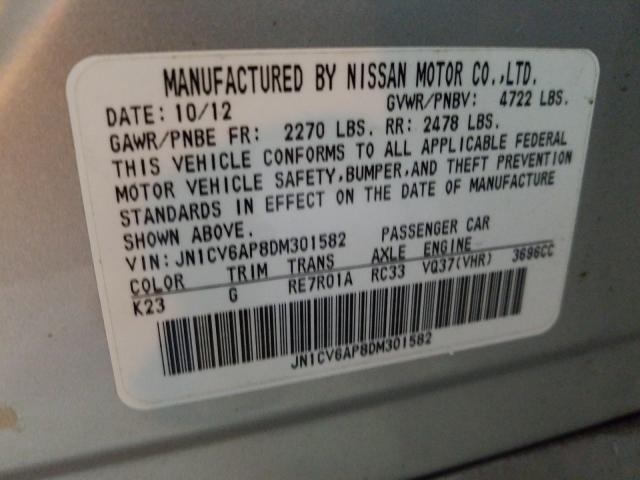 MANUFACTURED BY NISSAN MOTOR CO.,LTD.
DATE: 10/12 GVWR/PNBV: 4722 LBS.
GAWR/PNBE FR: 2270 LBS. RR: 2478 LBS.
THIS VEHICLE CONFORMS TO ALL APPLICABLE FEDERAL
MOTOR VEHICLE SAFETY,BUMPER,AND THEFT PREVENTION
STANDARDS IN EFFECT ON THE DATE OF MANUFACTURE
SHOWN ABOVE.
VIN: JN1CV6AP8DM301582 PASSENGER CAR
COLOR TRIM TRANS AXLE ENGINE
K23 G RE7R01A RC33 VQ37(VHR) 3696CC
JN1CV6AP8DM301582